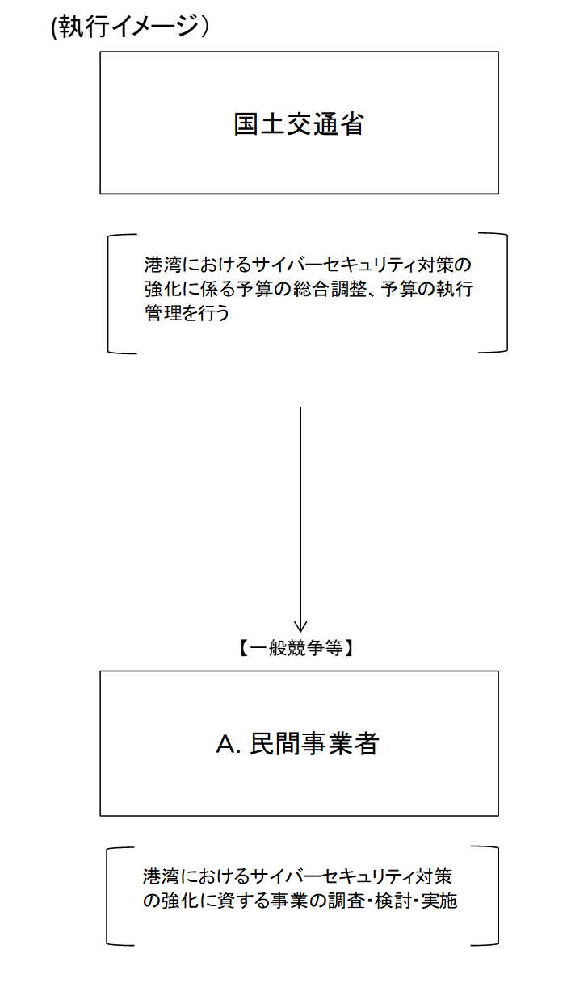 (執行イメージ）
国土交通省
港湾におけるサイバーセキュリティ対策の
強化に係る予算の総合調整、予算の執行
管理を行う
【一般競争等】
A. 民間事業者
港湾におけるサイバーセキュリティ対策
の強化に資する事業の調査・検討・実施